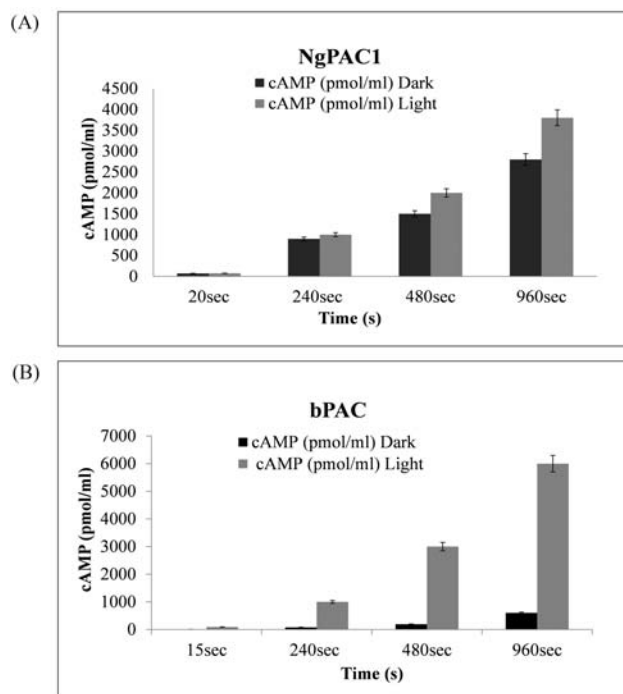 (A)
NgPAC1
cAMP (pmol/ml) Dark
cAMP (pmol/ml) Light
cAMP (pmol/ml)
4500
4000
3500
3000
2500
2000
1500
1000
500
0
20sec 240sec 480sec 960sec
Time (s)
(B)
bPAC
cAMP (pmol/ml) Dark
cAMP (pmol/ml) Light
cAMP (pmol/ml)
7000
6000
5000
4000
3000
2000
1000
0
15sec 240sec 480sec 960sec
Time (s)